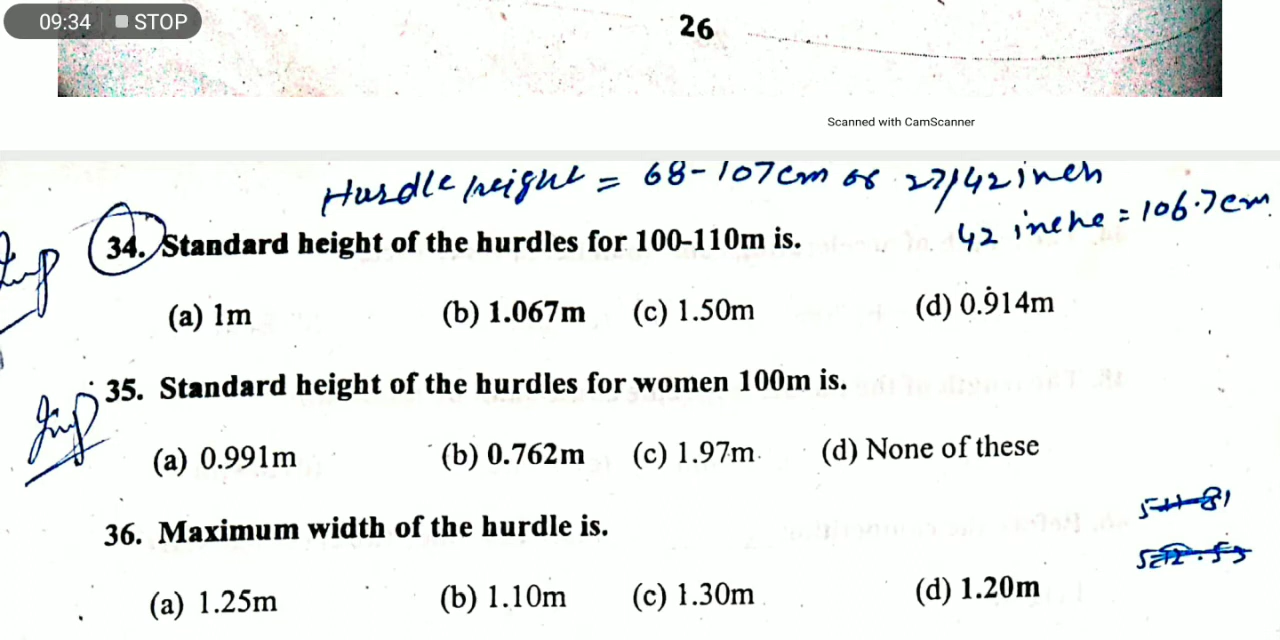 09:34 STOP
26
Scanned with CamScanner
Hurdle height = 68-107cm or 27/42 inch
42 inche = 106.7cm
Imp
34. Standard height of the hurdles for 100-110m is.
(a) 1m (b) 1.067m (c) 1.50m (d) 0.914m
Imp
35. Standard height of the hurdles for women 100m is.
(a) 0.991m (b) 0.762m (c) 1.97m (d) None of these
36. Maximum width of the hurdle is.
(a) 1.25m (b) 1.10m (c) 1.30m (d) 1.20m